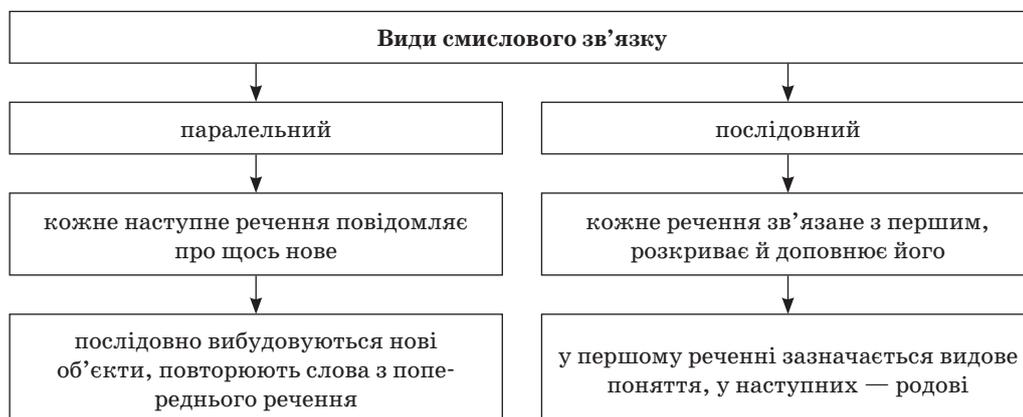 Види смислового зв’язку
паралельний
послідовний
кожне наступне речення повідомляє
про щось нове
кожне речення зв’язане з першим,
розкриває й доповнює його
послідовно вибудовуються нові
об’єкти, повторюють слова з попе-
реднього речення
у першому реченні зазначається видове
поняття, у наступних — родові